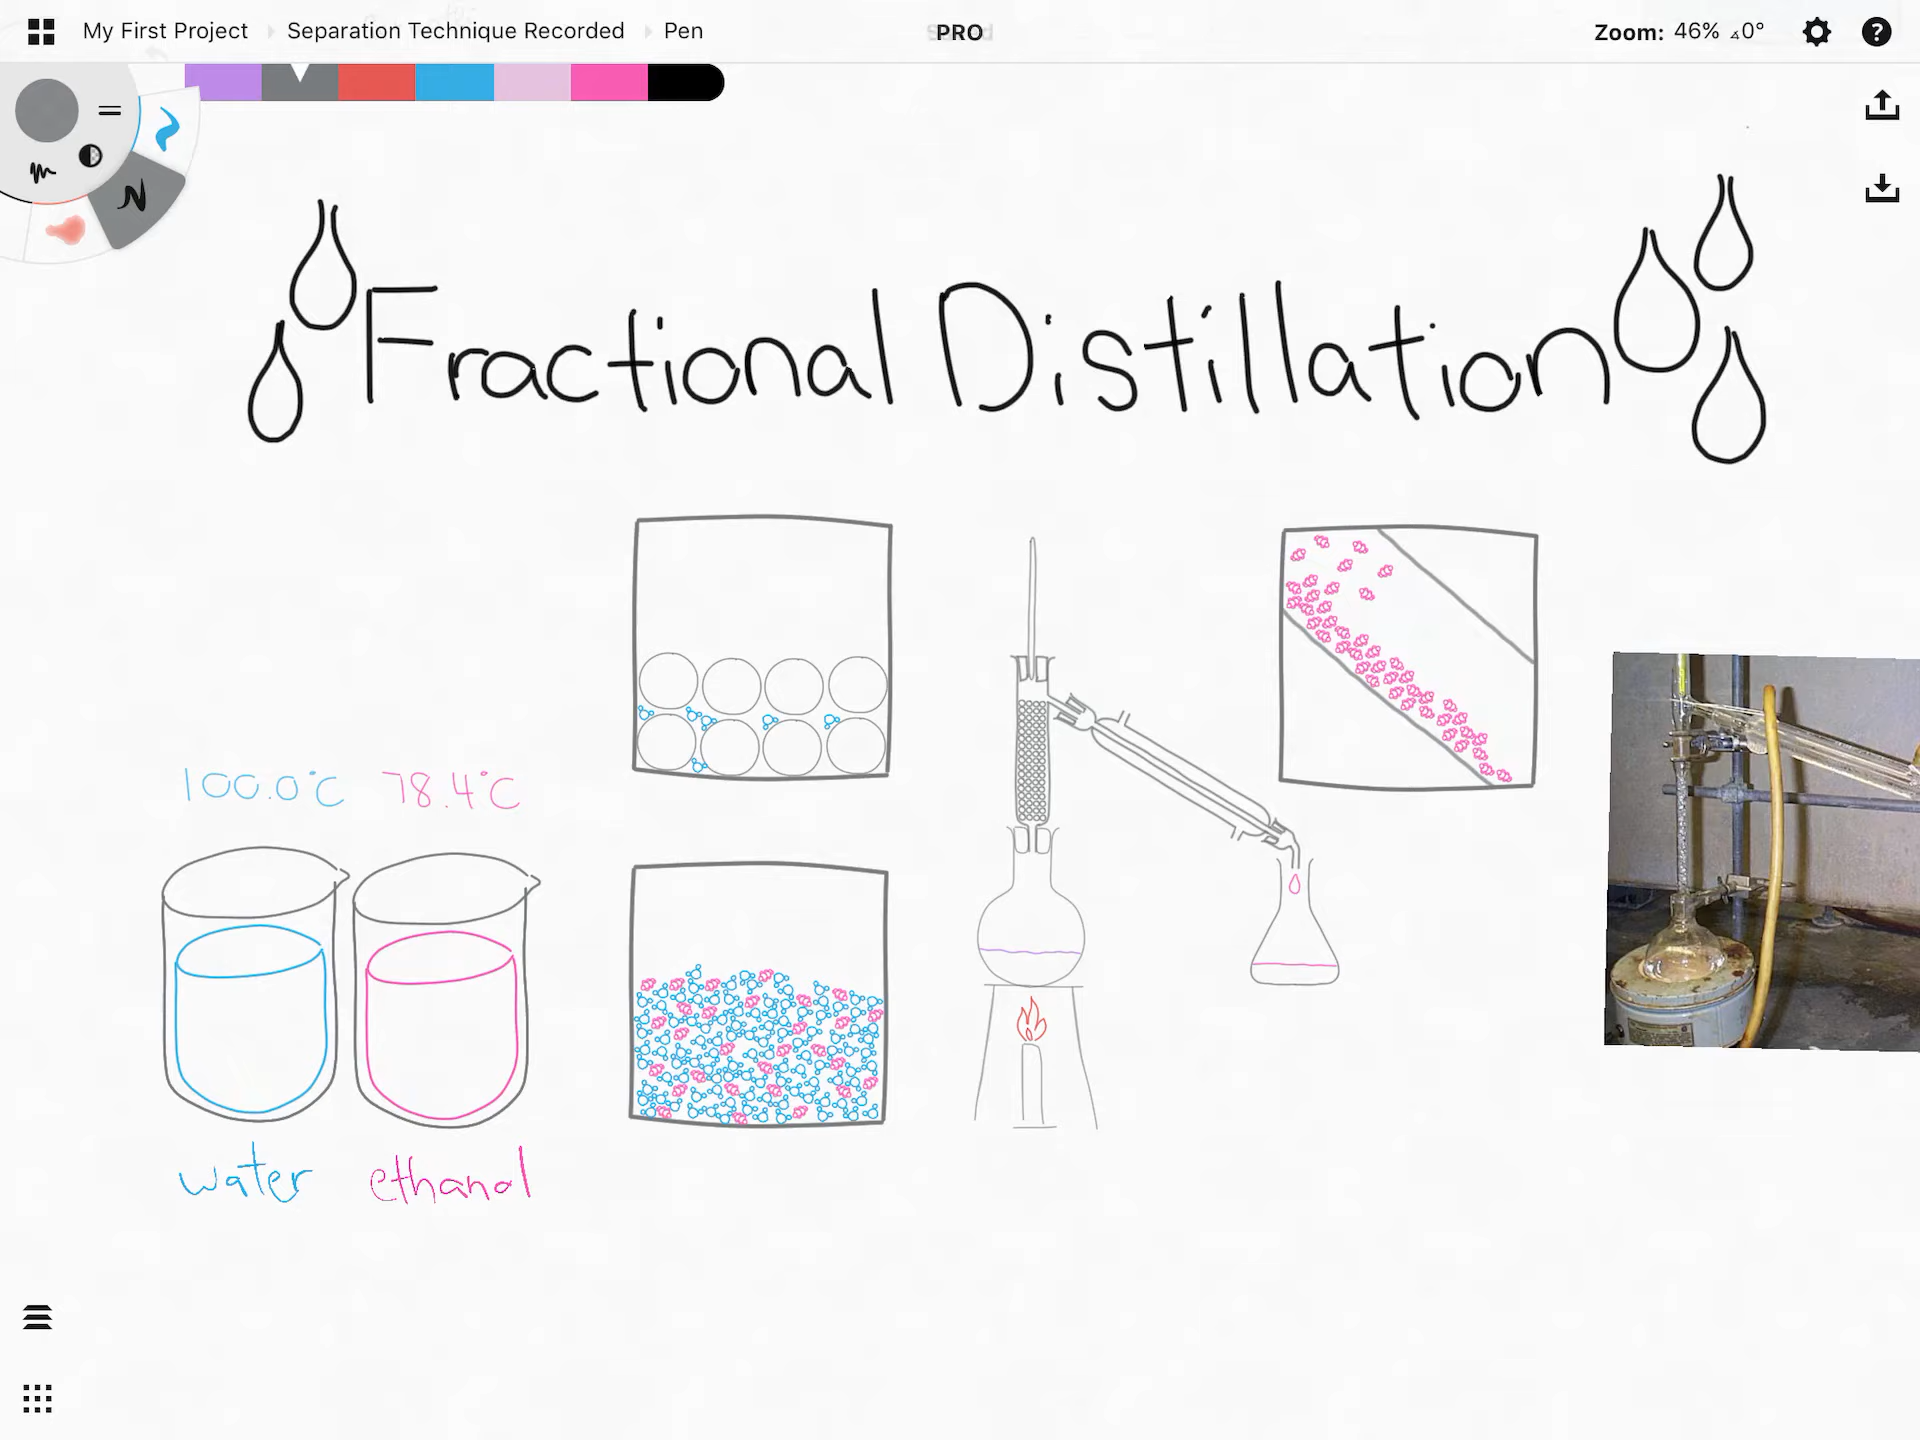 My First Project Separation Technique Recorded Pen PRO Zoom: 46% 0°
Fractional Distillation
100.0°C 78.4°C
water ethanol